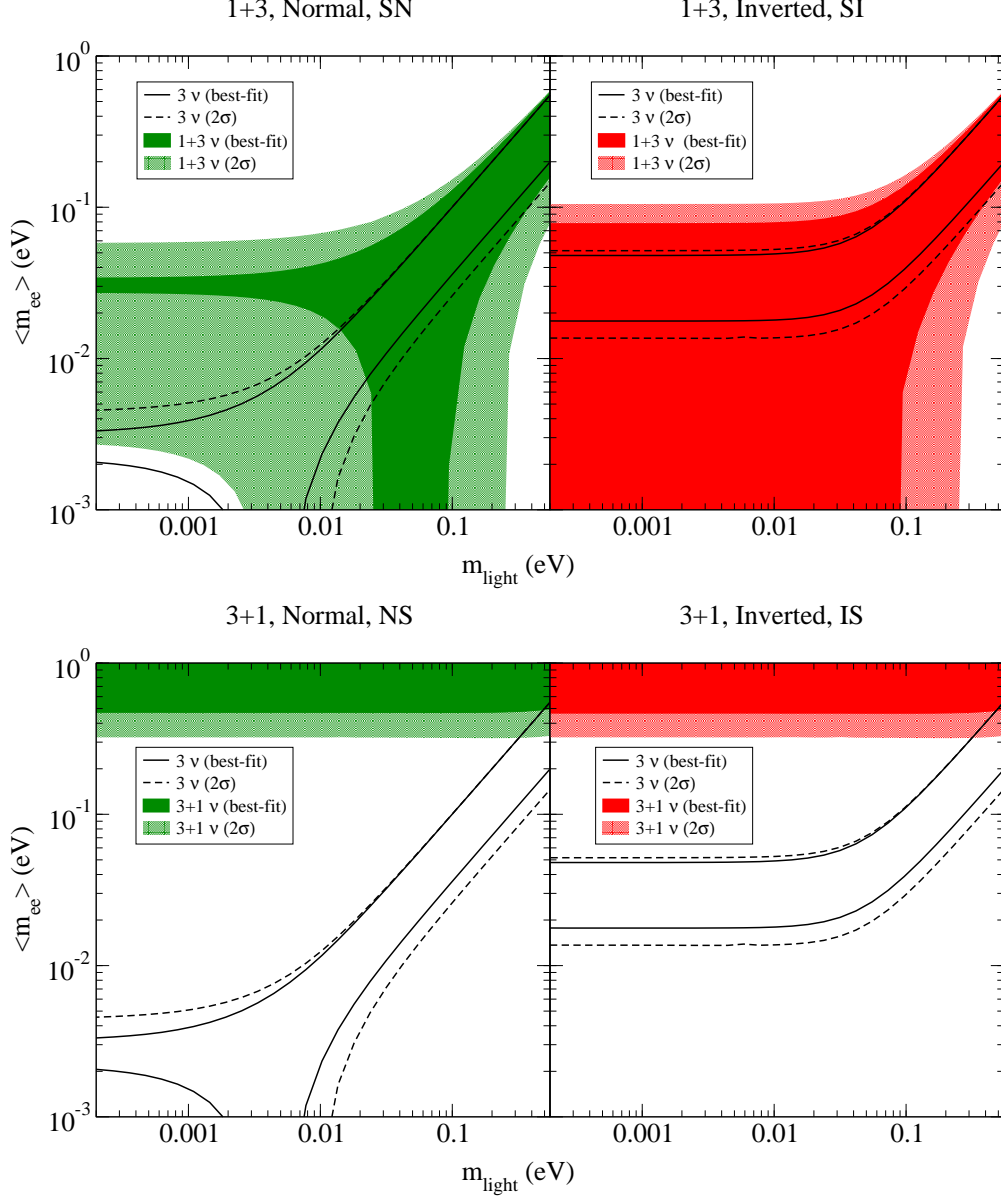 1+3, Normal, SN
1+3, Inverted, SI
10^0
10^-1
10^-2
10^-3
<m_ee> (eV)
3 ν (best-fit)
3 ν (2σ)
1+3 ν (best-fit)
1+3 ν (2σ)
3 ν (best-fit)
3 ν (2σ)
1+3 ν (best-fit)
1+3 ν (2σ)
0.001 0.01 0.1
0.001 0.01 0.1
m_light (eV)
m_light (eV)
3+1, Normal, NS
3+1, Inverted, IS
10^0
10^-1
10^-2
10^-3
<m_ee> (eV)
3 ν (best-fit)
3 ν (2σ)
3+1 ν (best-fit)
3+1 ν (2σ)
3 ν (best-fit)
3 ν (2σ)
3+1 ν (best-fit)
3+1 ν (2σ)
0.001 0.01 0.1
0.001 0.01 0.1
m_light (eV)
m_light (eV)